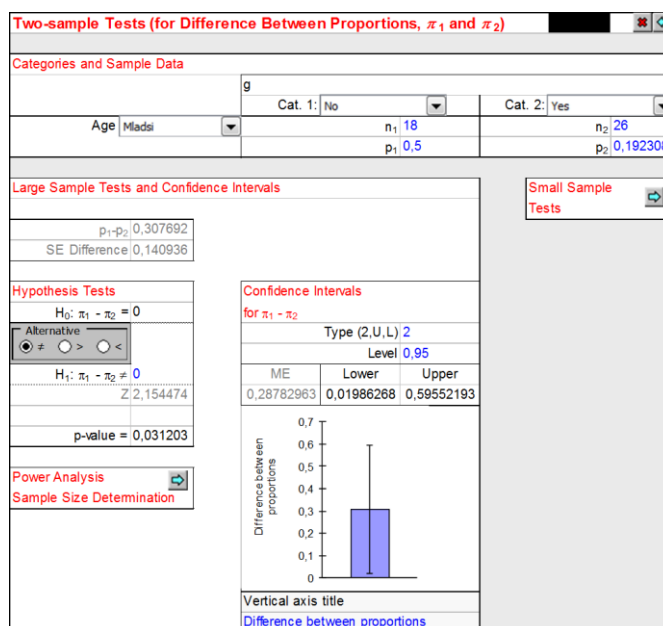 Two-sample Tests (for Difference Between Proportions, π1 and π2)
Categories and Sample Data
g
Cat. 1: No Cat. 2: Yes
Age Mladsi n1 18 n2 26
p1 0,5 p2 0,192308
Large Sample Tests and Confidence Intervals
Small Sample
Tests
p1-p2 0,307692
SE Difference 0,140936
Hypothesis Tests
H0: π1 - π2 = 0
Alternative
≠ > <
H1: π1 - π2 ≠ 0
Z 2,154474
p-value = 0,031203
Power Analysis
Sample Size Determination
Confidence Intervals
for π1 - π2
Type (2,U,L) 2
Level 0,95
ME Lower Upper
0,28782963 0,01986268 0,59552193
Difference between
proportions
0,7
0,6
0,5
0,4
0,3
0,2
0,1
0
Vertical axis title
Difference between proportions